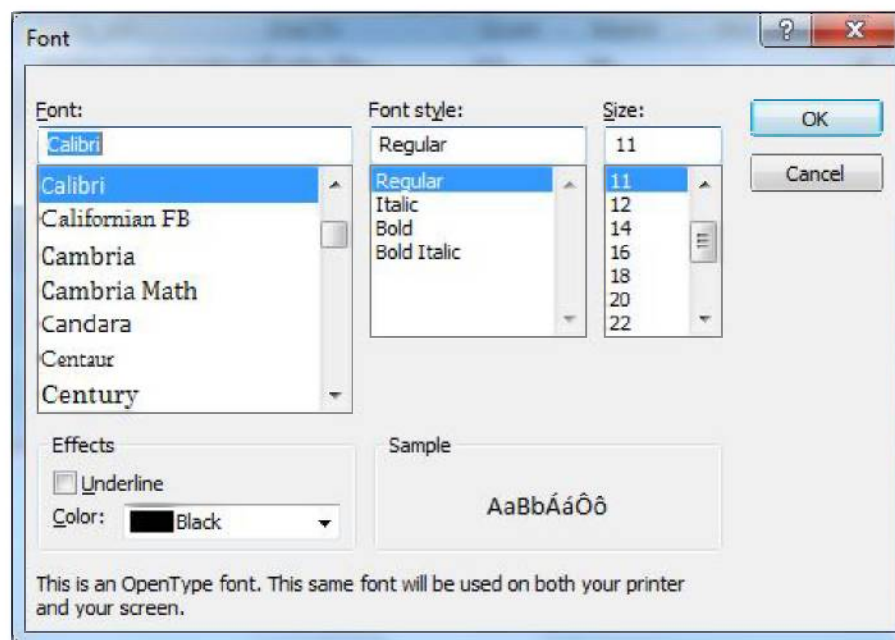 Font
Font:
Font style:
Size:
Calibri
Regular
11
OK
Cancel
Calibri
Californian FB
Cambria
Cambria Math
Candara
Centaur
Century
Regular
Italic
Bold
Bold Italic
11
12
14
16
18
20
22
Effects
Underline
Color:
Black
Sample
AaBbÁáÔô
This is an OpenType font. This same font will be used on both your printer
and your screen.